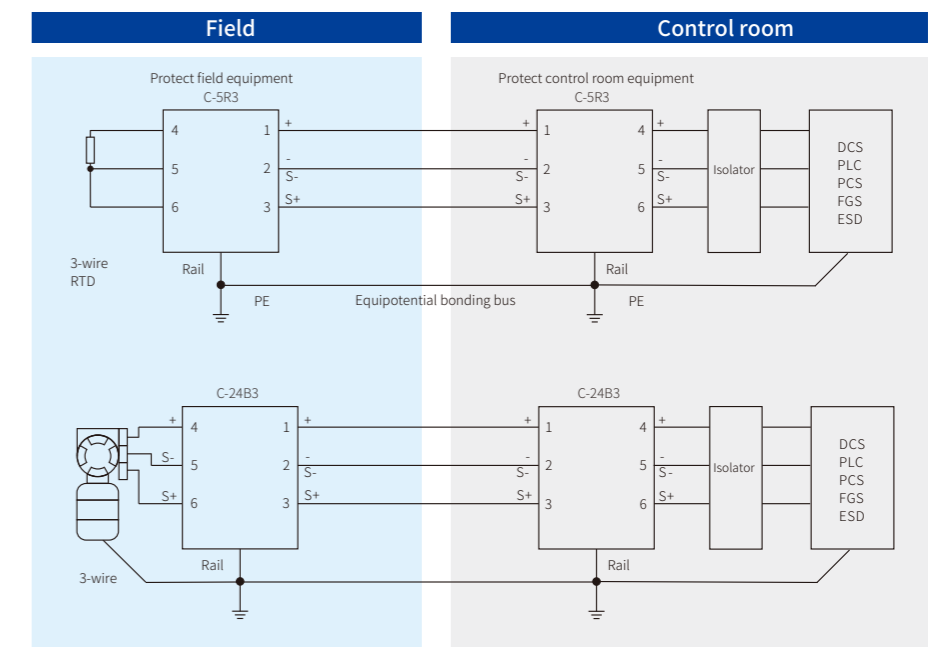 Field
Control room
Protect field equipment
C-5R3
Protect control room equipment
C-5R3
4 1 + + 1 4 +
5 2 - S- - S- 2 5 - S-
6 3 S+ S+ 3 6 S+
Isolator
DCS
PLC
PCS
FGS
ESD
3-wire
RTD
Rail
Rail
PE
Equipotential bonding bus
PE
C-24B3
C-24B3
+ 4 1 + + 1 4 +
S- 5 2 - S- - S- 2 5 - S-
S+ 6 3 S+ S+ 3 6 S+
Isolator
DCS
PLC
PCS
FGS
ESD
3-wire
Rail
Rail